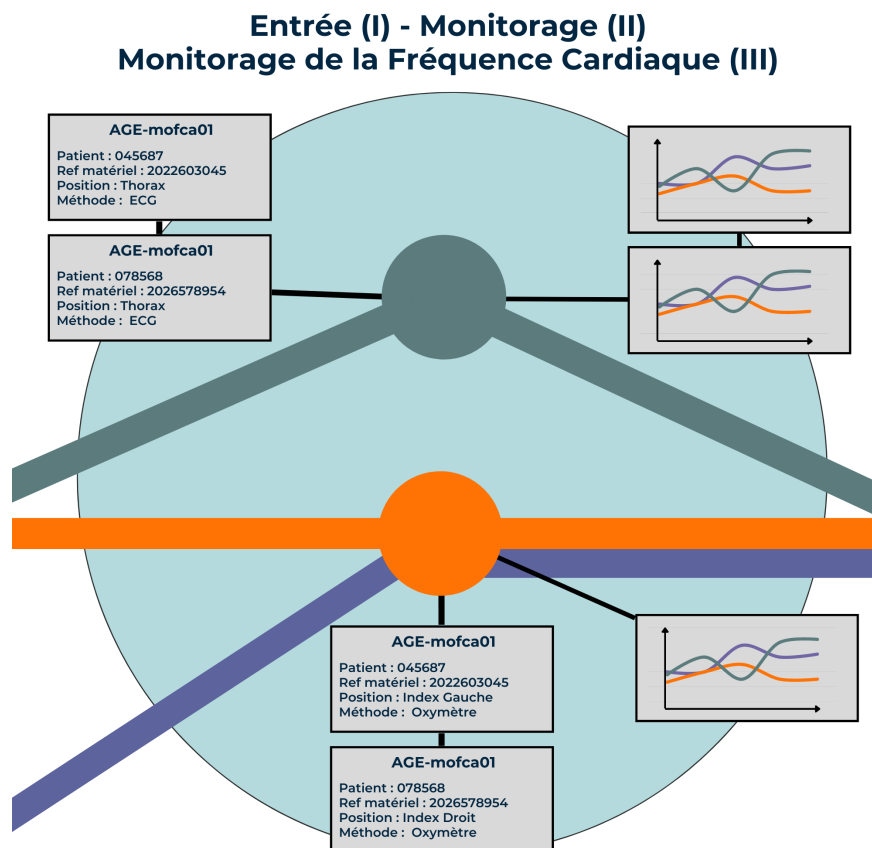 Entrée (I) - Monitorage (II)
Monitorage de la Fréquence Cardiaque (III)
AGE-mofca01
Patient : 045687
Ref matériel : 2022603045
Position : Thorax
Méthode : ECG
AGE-mofca01
Patient : 078568
Ref matériel : 2026578954
Position : Thorax
Méthode : ECG
AGE-mofca01
Patient : 045687
Ref matériel : 2022603045
Position : Index Gauche
Méthode : Oxymètre
AGE-mofca01
Patient : 078568
Ref matériel : 2026578954
Position : Index Droit
Méthode : Oxymètre